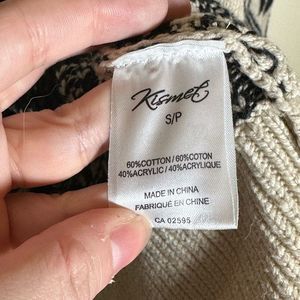 Kismet
S/P
60%COTTON / 60%COTON
40%ACRYLIC / 40%ACRYLIQUE
MADE IN CHINA
FABRIQUÉ EN CHINE
CA 02595